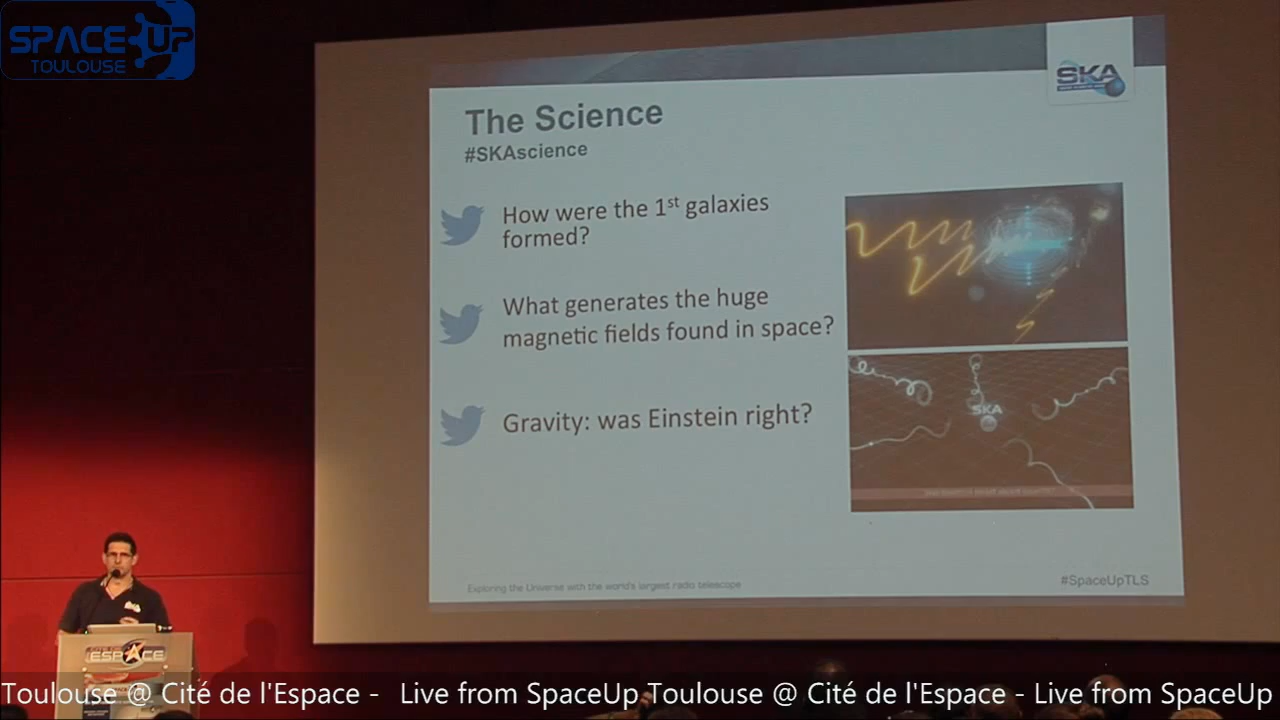 SPACE UP
TOULOUSE
SKA
The Science
#SKAscience
How were the 1st galaxies
formed?
What generates the huge
magnetic fields found in space?
Gravity: was Einstein right?
SKA
Exploring the Universe with the world's largest radio telescope
#SpaceUpTLS
ESPACE
Toulouse @ Cité de l'Espace - Live from SpaceUp Toulouse @ Cité de l'Espace - Live from SpaceUp